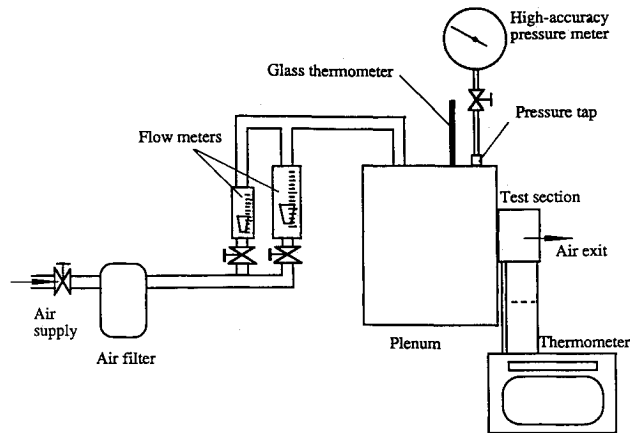 High-accuracy
pressure meter
Glass thermometer
Pressure tap
Flow meters
Test section
Air exit
Air
supply
Air filter
Plenum
Thermometer